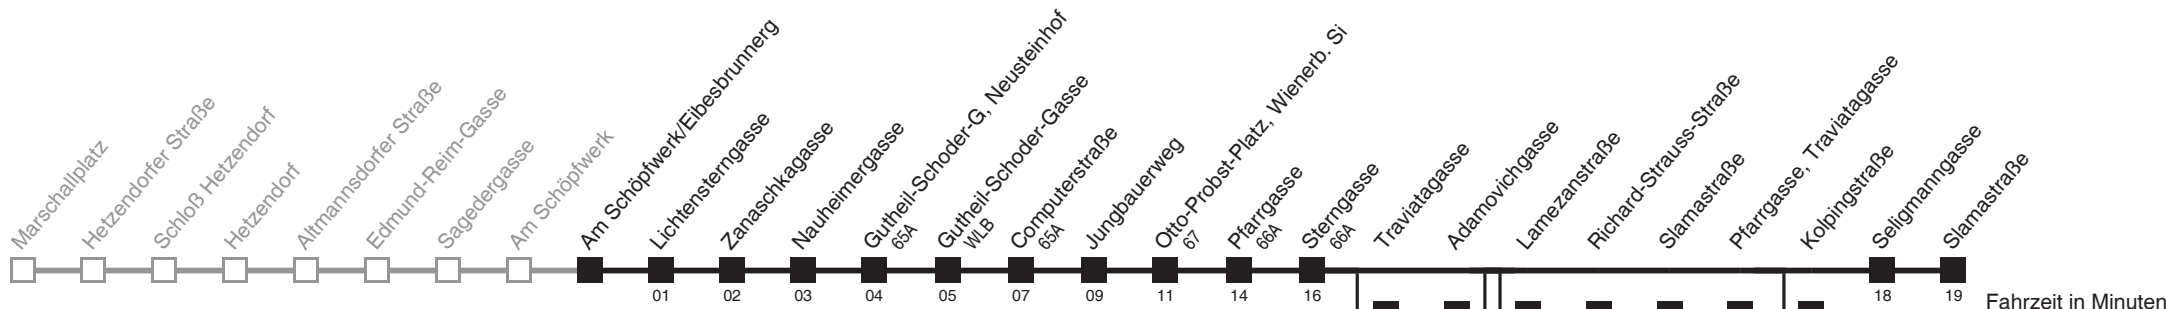 Marschallplatz
Hetzendorfer Straße
Schloß Hetzendorf
Hetzendorf
Altmannsdorfer Straße
Edmund-Reim-Gasse
Sagedergasse
Am Schöpfwerk
Am Schöpfwerk/Eibesbrunnerg
Lichtensterngasse
Zanaschkagasse
Nauheimergasse
Gutheil-Schoder-G, Neusteinhof
65A
Gutheil-Schoder-Gasse
WLB
Computerstraße
65A
Jungbauerweg
Otto-Probst-Platz, Wienerb. Si
67
Pfarrgasse
66A
Sterngasse
66A
Traviatagasse
Adamovichgasse
Lamezanstraße
Richard-Strauss-Straße
Slamastraße
Pfarrgasse, Traviatagasse
Kolpingstraße
Seligmanngasse
Slamastraße
01 02 03 04 05 07 09 11 14 16 18 19
Fahrzeit in Minuten